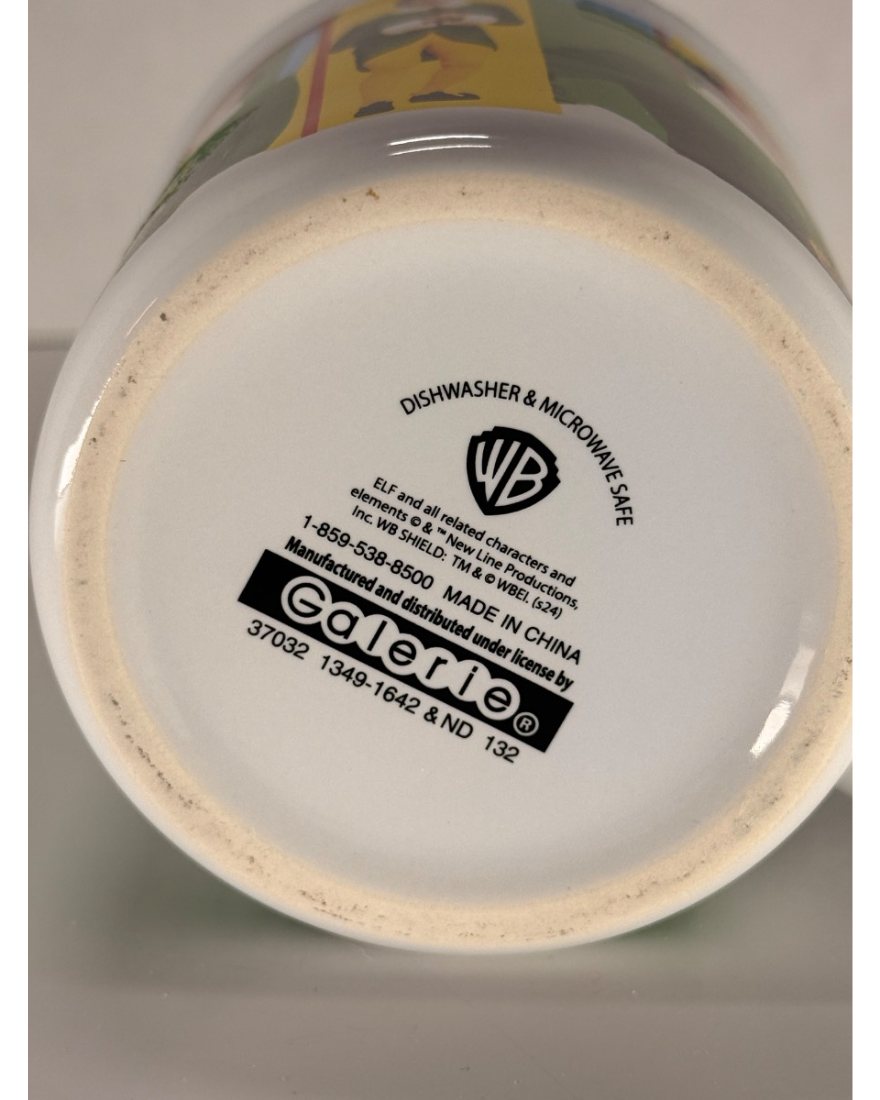 DISHWASHER & MICROWAVE SAFE
WB
ELF and all related characters and
elements © & ™ New Line Productions,
Inc. WB SHIELD: TM & © WBEI. (s24)
1-859-538-8500 MADE IN CHINA
Manufactured and distributed under license by
Galerie®
37032 1349-1642 & ND 132